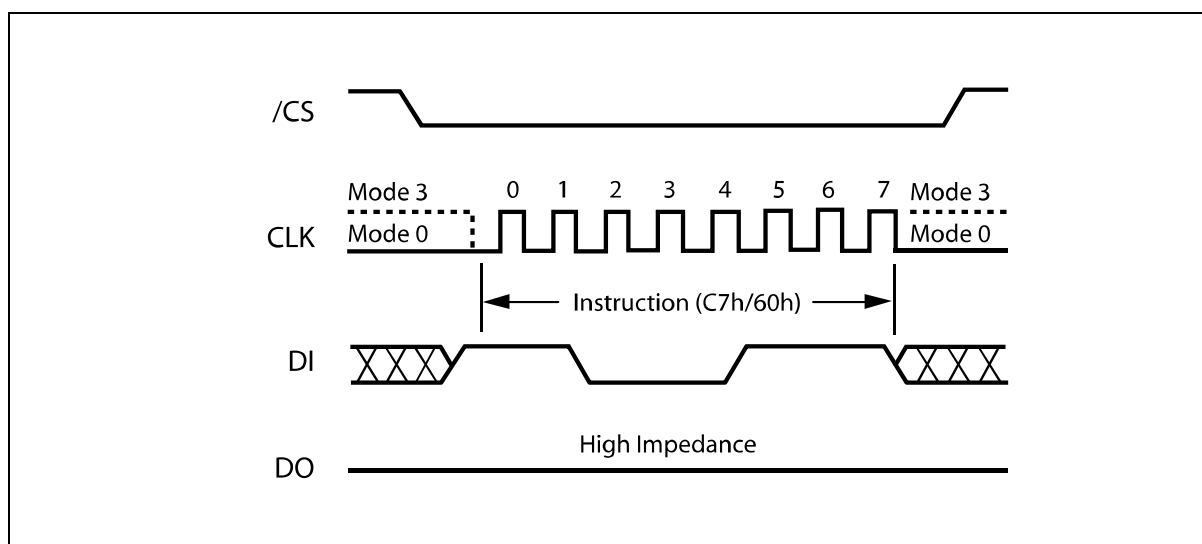 /CS
Mode 3
0 1 2 3 4 5 6 7
Mode 3
CLK
Mode 0
Mode 0
Instruction (C7h/60h)
DI
High Impedance
DO